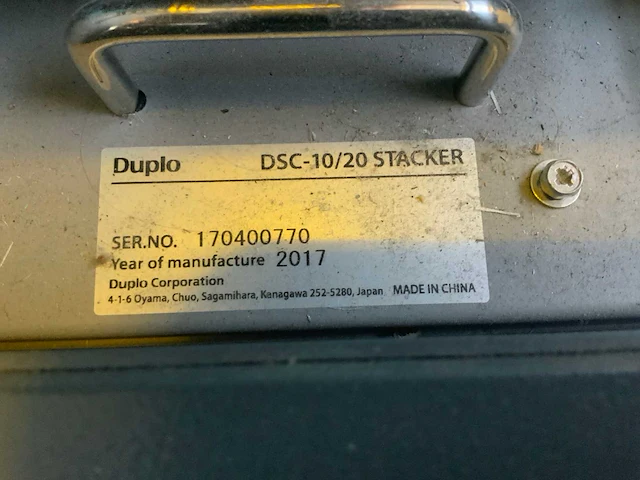 Duplo DSC-10/20 STACKER
SER.NO. 170400770
Year of manufacture 2017
Duplo Corporation
4-1-6 Oyama, Chuo, Sagamihara, Kanagawa 252-5280, Japan MADE IN CHINA